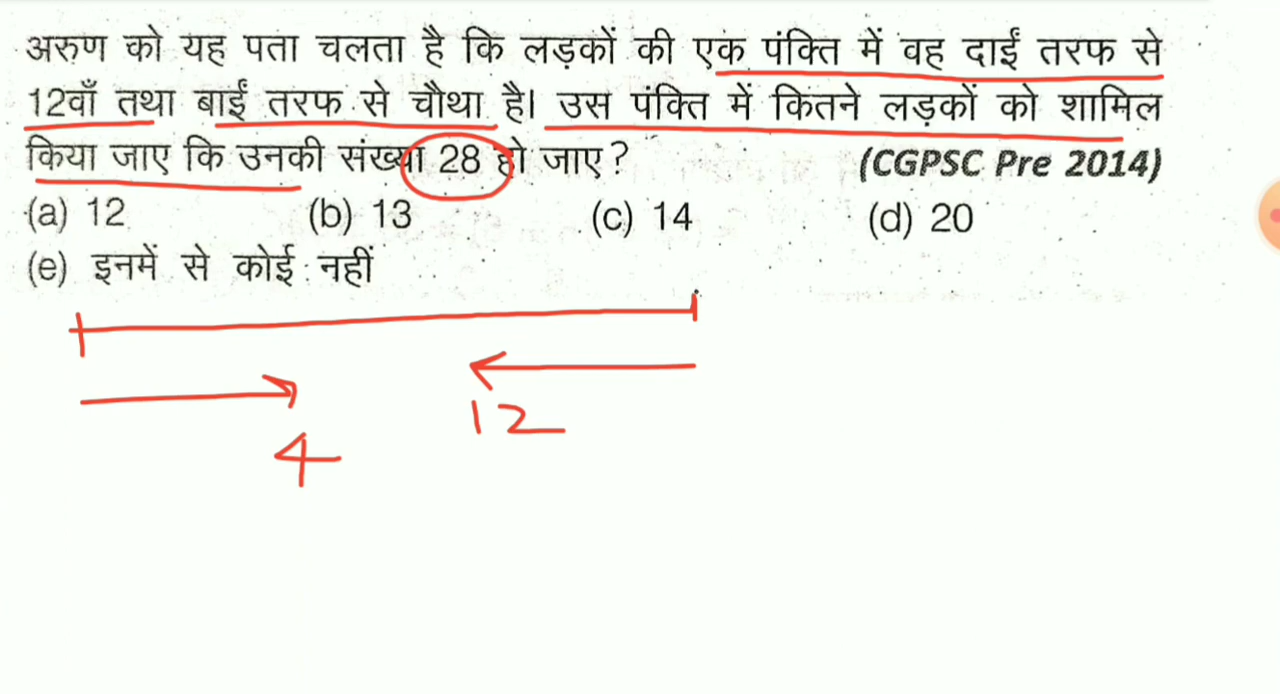 अरुण को यह पता चलता है कि लड़कों की एक पंक्ति में वह दाईं तरफ से
12वाँ तथा बाईं तरफ से चौथा है। उस पंक्ति में कितने लड़कों को शामिल
किया जाए कि उनकी संख्या 28 हो जाए?
(CGPSC Pre 2014)
(a) 12 (b) 13 (c) 14 (d) 20
(e) इनमें से कोई नहीं
4 12